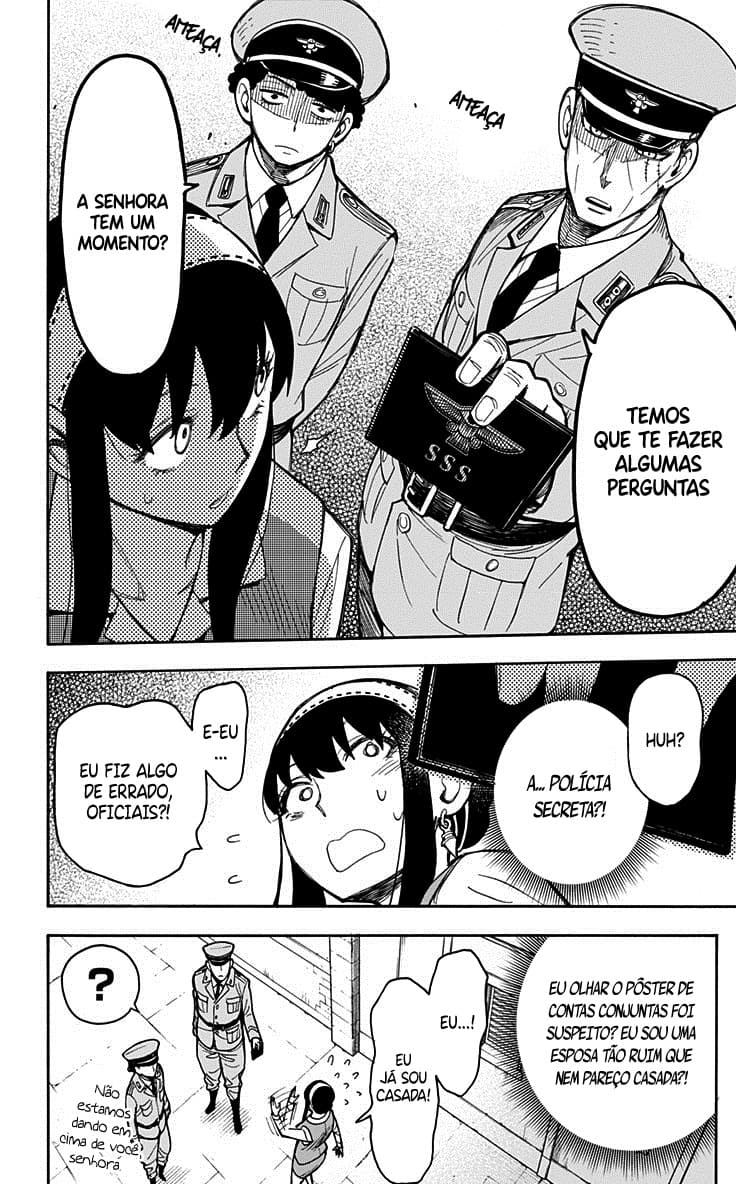 AMEAÇA.
AMEAÇA
A SENHORA
TEM UM
MOMENTO?
TEMOS
QUE TE FAZER
ALGUMAS
PERGUNTAS
SSS
HUH?
A... POLÍCIA
SECRETA?!
E-EU
...
EU FIZ ALGO
DE ERRADO,
OFICIAIS?!
EU OLHAR O PÔSTER DE
CONTAS CONJUNTAS FOI
SUSPEITO? EU SOU UMA
ESPOSA TÃO RUIM QUE
NEM PAREÇO CASADA?!
EU...!
EU
JÁ SOU
CASADA!
?
Não
estamos
dando em
cima de você,
senhora